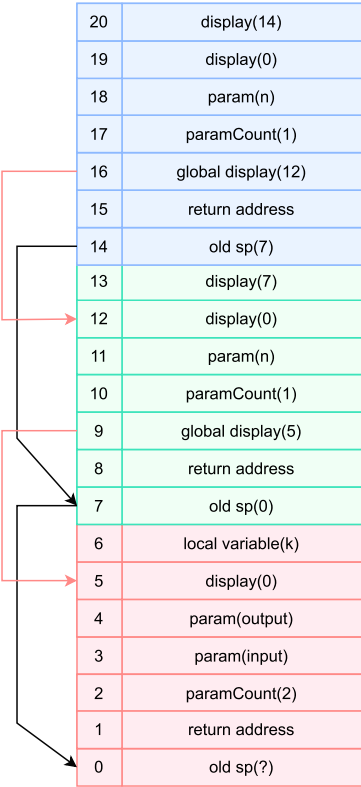 20 display(14)
19 display(0)
18 param(n)
17 paramCount(1)
16 global display(12)
15 return address
14 old sp(7)
13 display(7)
12 display(0)
11 param(n)
10 paramCount(1)
9 global display(5)
8 return address
7 old sp(0)
6 local variable(k)
5 display(0)
4 param(output)
3 param(input)
2 paramCount(2)
1 return address
0 old sp(?)